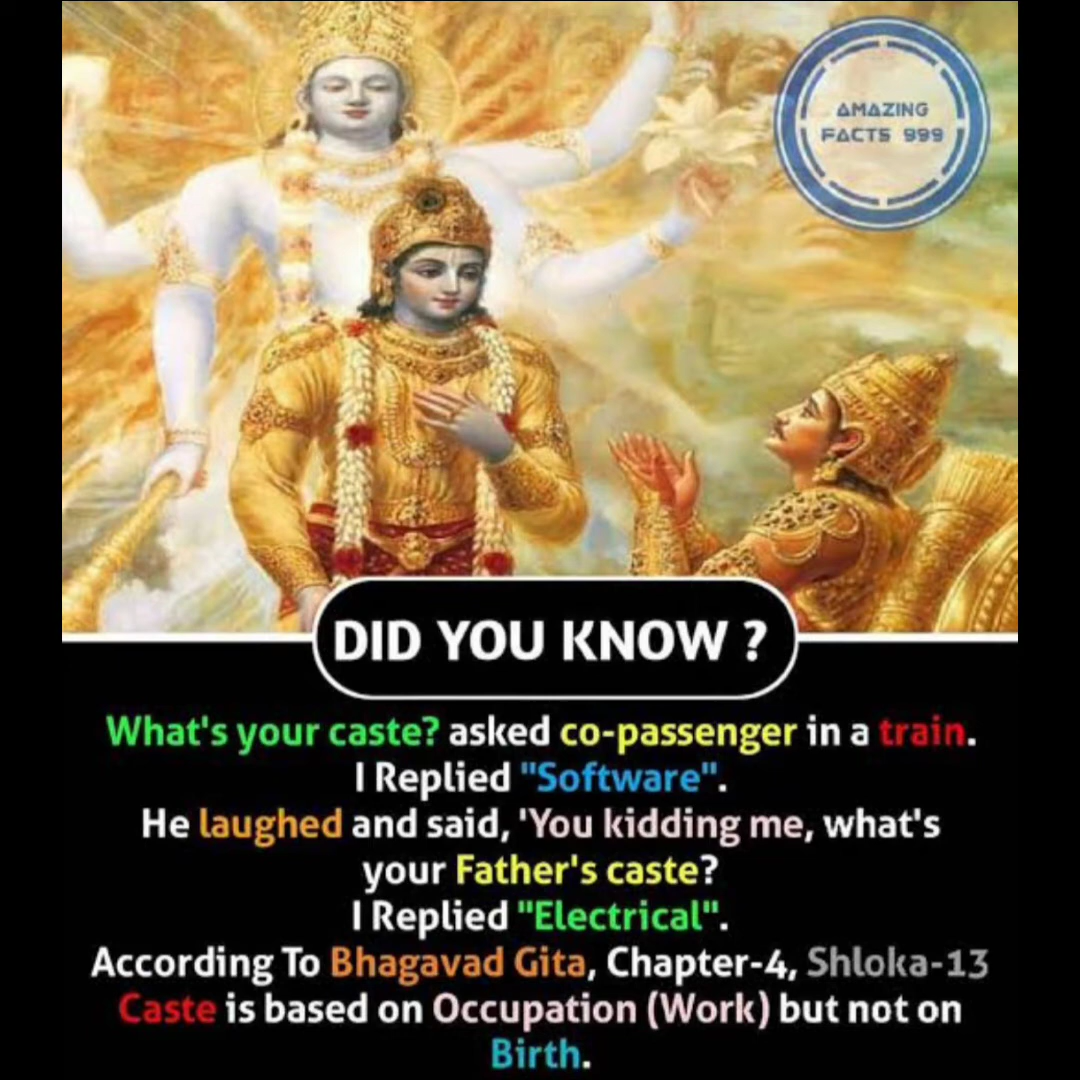 AMAZING
FACTS 999
DID YOU KNOW ?
What's your caste? asked co-passenger in a train.
I Replied "Software".
He laughed and said, 'You kidding me, what's
your Father's caste?
I Replied "Electrical".
According To Bhagavad Gita, Chapter-4, Shloka-13
Caste is based on Occupation (Work) but not on
Birth.